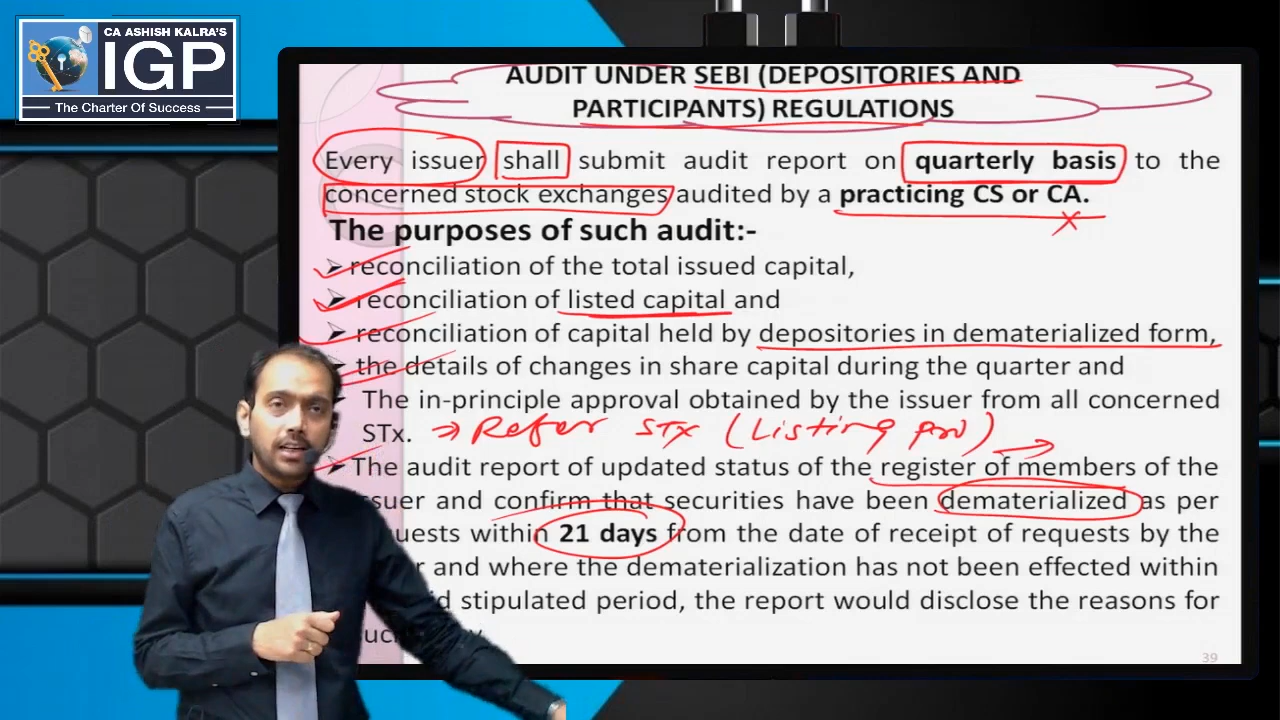 CA ASHISH KALRA'S
IGP
The Charter Of Success
AUDIT UNDER SEBI (DEPOSITORIES AND
PARTICIPANTS) REGULATIONS
Every issuer shall submit audit report on quarterly basis to the
concerned stock exchanges audited by a practicing CS or CA.
The purposes of such audit:-
➢ reconciliation of the total issued capital,
➢ reconciliation of listed capital and
➢ reconciliation of capital held by depositories in dematerialized form,
➢ the details of changes in share capital during the quarter and
➢ The in-principle approval obtained by the issuer from all concerned
STx. → Refer STX (Listing pro) →
➢ The audit report of updated status of the register of members of the
suer and confirm that securities have been dematerialized as per
quests within 21 days from the date of receipt of requests by the
r and where the dematerialization has not been effected within
d stipulated period, the report would disclose the reasons for
39